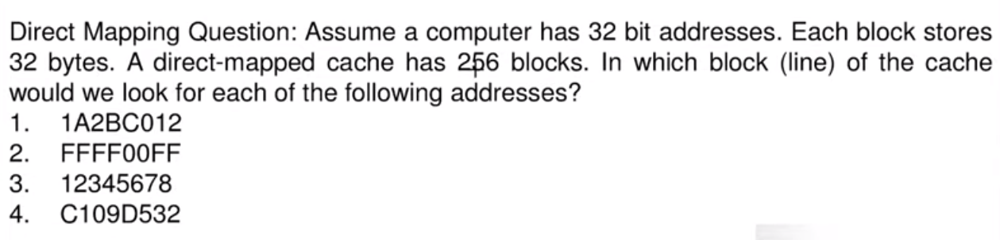 Direct Mapping Question: Assume a computer has 32 bit addresses. Each block stores
32 bytes. A direct-mapped cache has 256 blocks. In which block (line) of the cache
would we look for each of the following addresses?
1. 1A2BC012
2. FFFF00FF
3. 12345678
4. C109D532